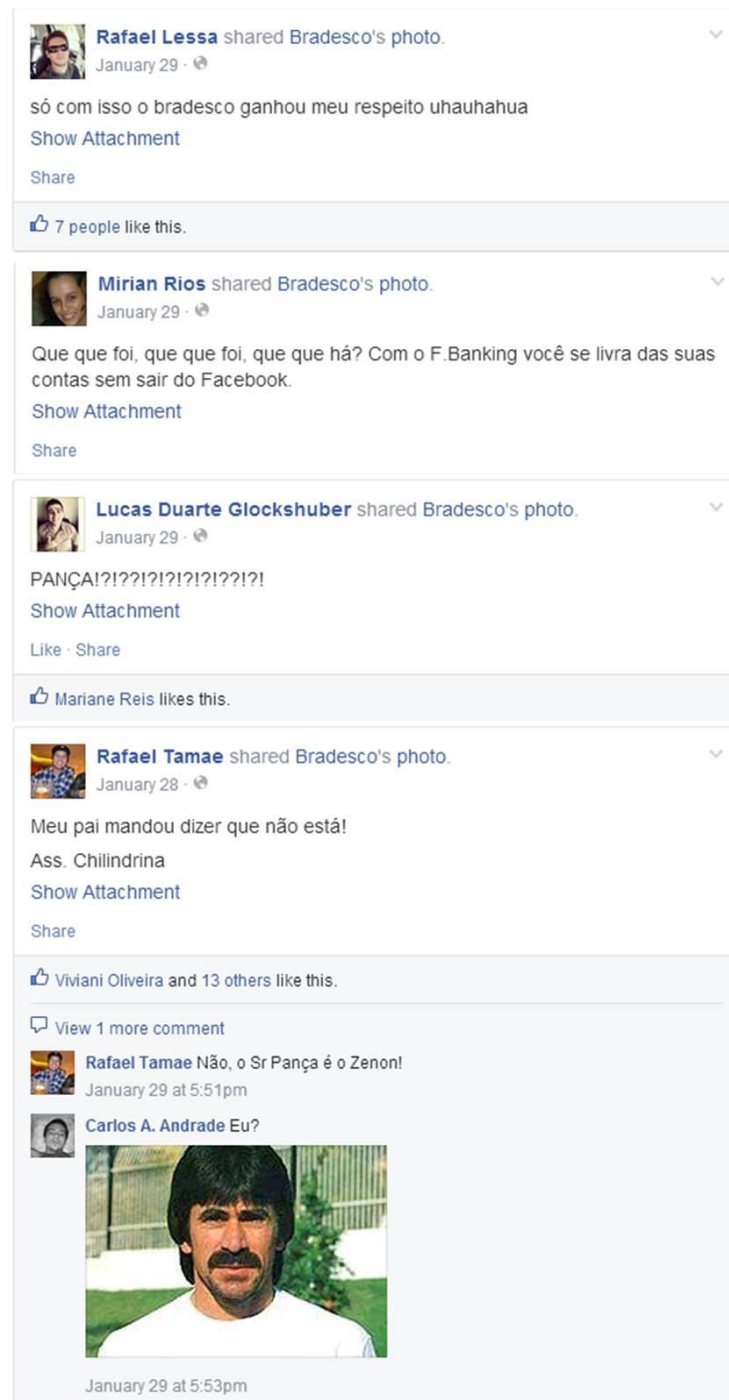 Rafael Lessa shared Bradesco's photo.
January 29 ·
só com isso o bradesco ganhou meu respeito uhauhahua
Show Attachment
Share
7 people like this.
Mirian Rios shared Bradesco's photo.
January 29 ·
Que que foi, que que foi, que que há? Com o F.Banking você se livra das suas
contas sem sair do Facebook.
Show Attachment
Share
Lucas Duarte Glockshuber shared Bradesco's photo.
January 29 ·
PANÇA!?!??!?!?!?!?!??!?!
Show Attachment
Like · Share
Mariane Reis likes this.
Rafael Tamae shared Bradesco's photo.
January 28 ·
Meu pai mandou dizer que não está!
Ass. Chilindrina
Show Attachment
Share
Viviani Oliveira and 13 others like this.
View 1 more comment
Rafael Tamae Não, o Sr Pança é o Zenon!
January 29 at 5:51pm
Carlos A. Andrade Eu?
January 29 at 5:53pm